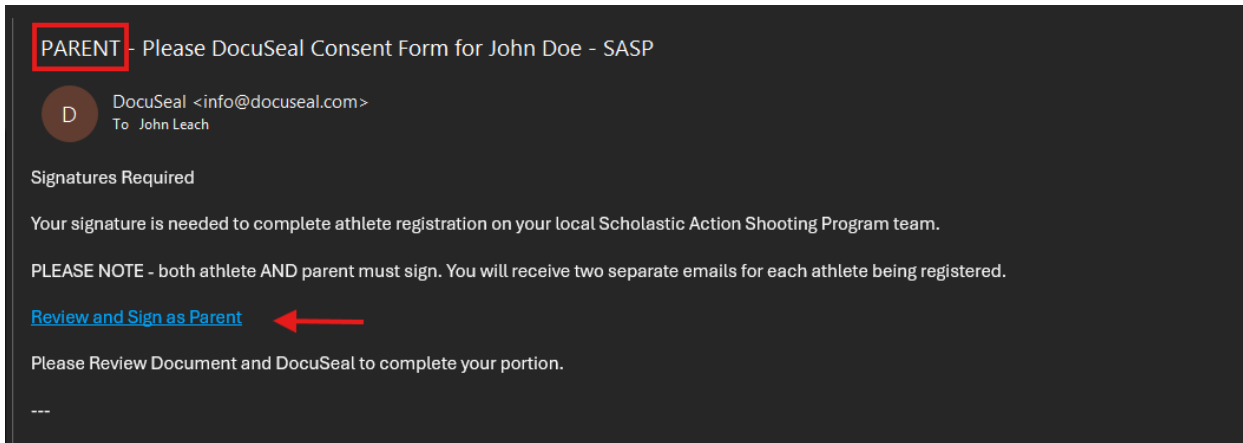 PARENT - Please DocuSeal Consent Form for John Doe - SASP
D
DocuSeal <info@docuseal.com>
To John Leach
Signatures Required
Your signature is needed to complete athlete registration on your local Scholastic Action Shooting Program team.
PLEASE NOTE - both athlete AND parent must sign. You will receive two separate emails for each athlete being registered.
Review and Sign as Parent
Please Review Document and DocuSeal to complete your portion.
---